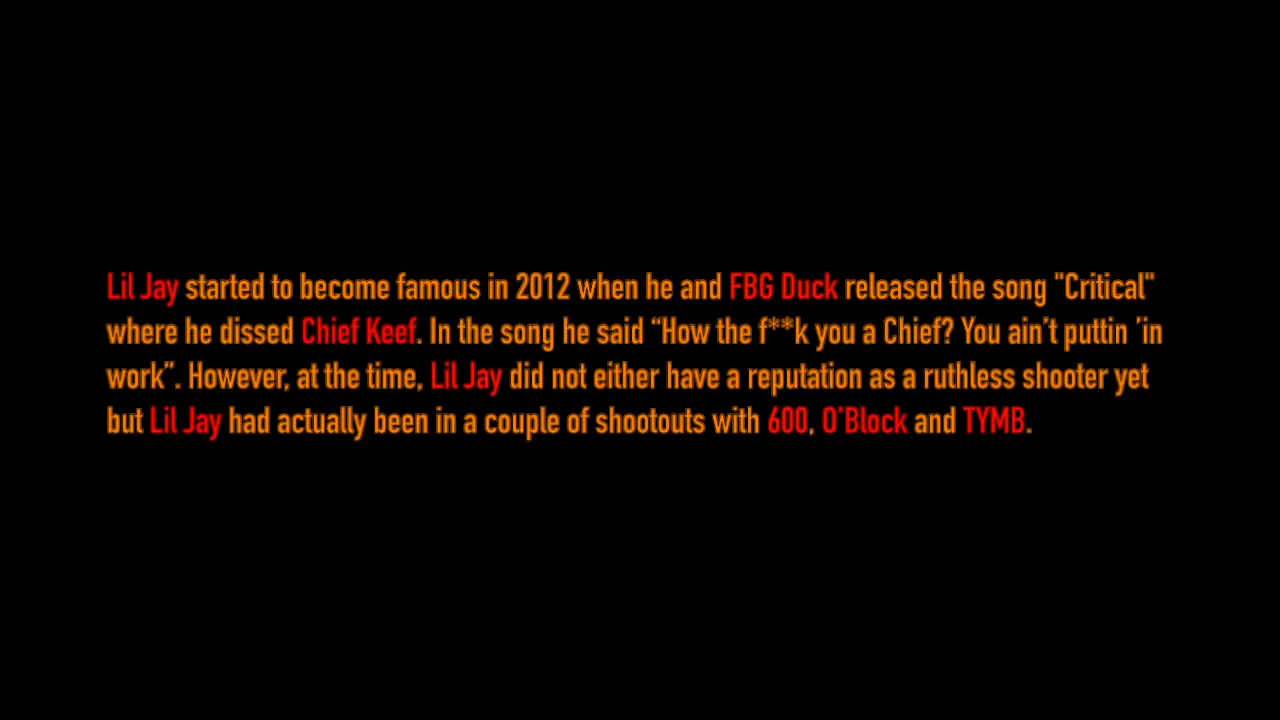 Lil Jay started to become famous in 2012 when he and FBG Duck released the song "Critical"
where he dissed Chief Keef. In the song he said “How the f**k you a Chief? You ain’t puttin ’in
work”. However, at the time, Lil Jay did not either have a reputation as a ruthless shooter yet
but Lil Jay had actually been in a couple of shootouts with 600, O'Block and TYMB.